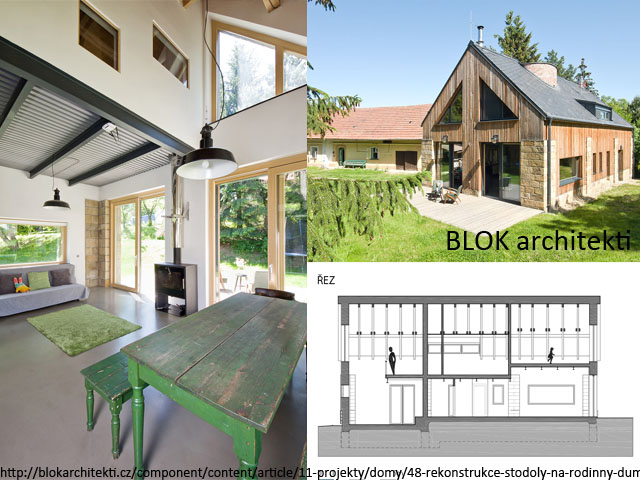 BLOK architekti
ŘEZ
http://blokarchitekti.cz/component/content/article/11-projekty/domy/48-rekonstrukce-stodoly-na-rodinny-dum